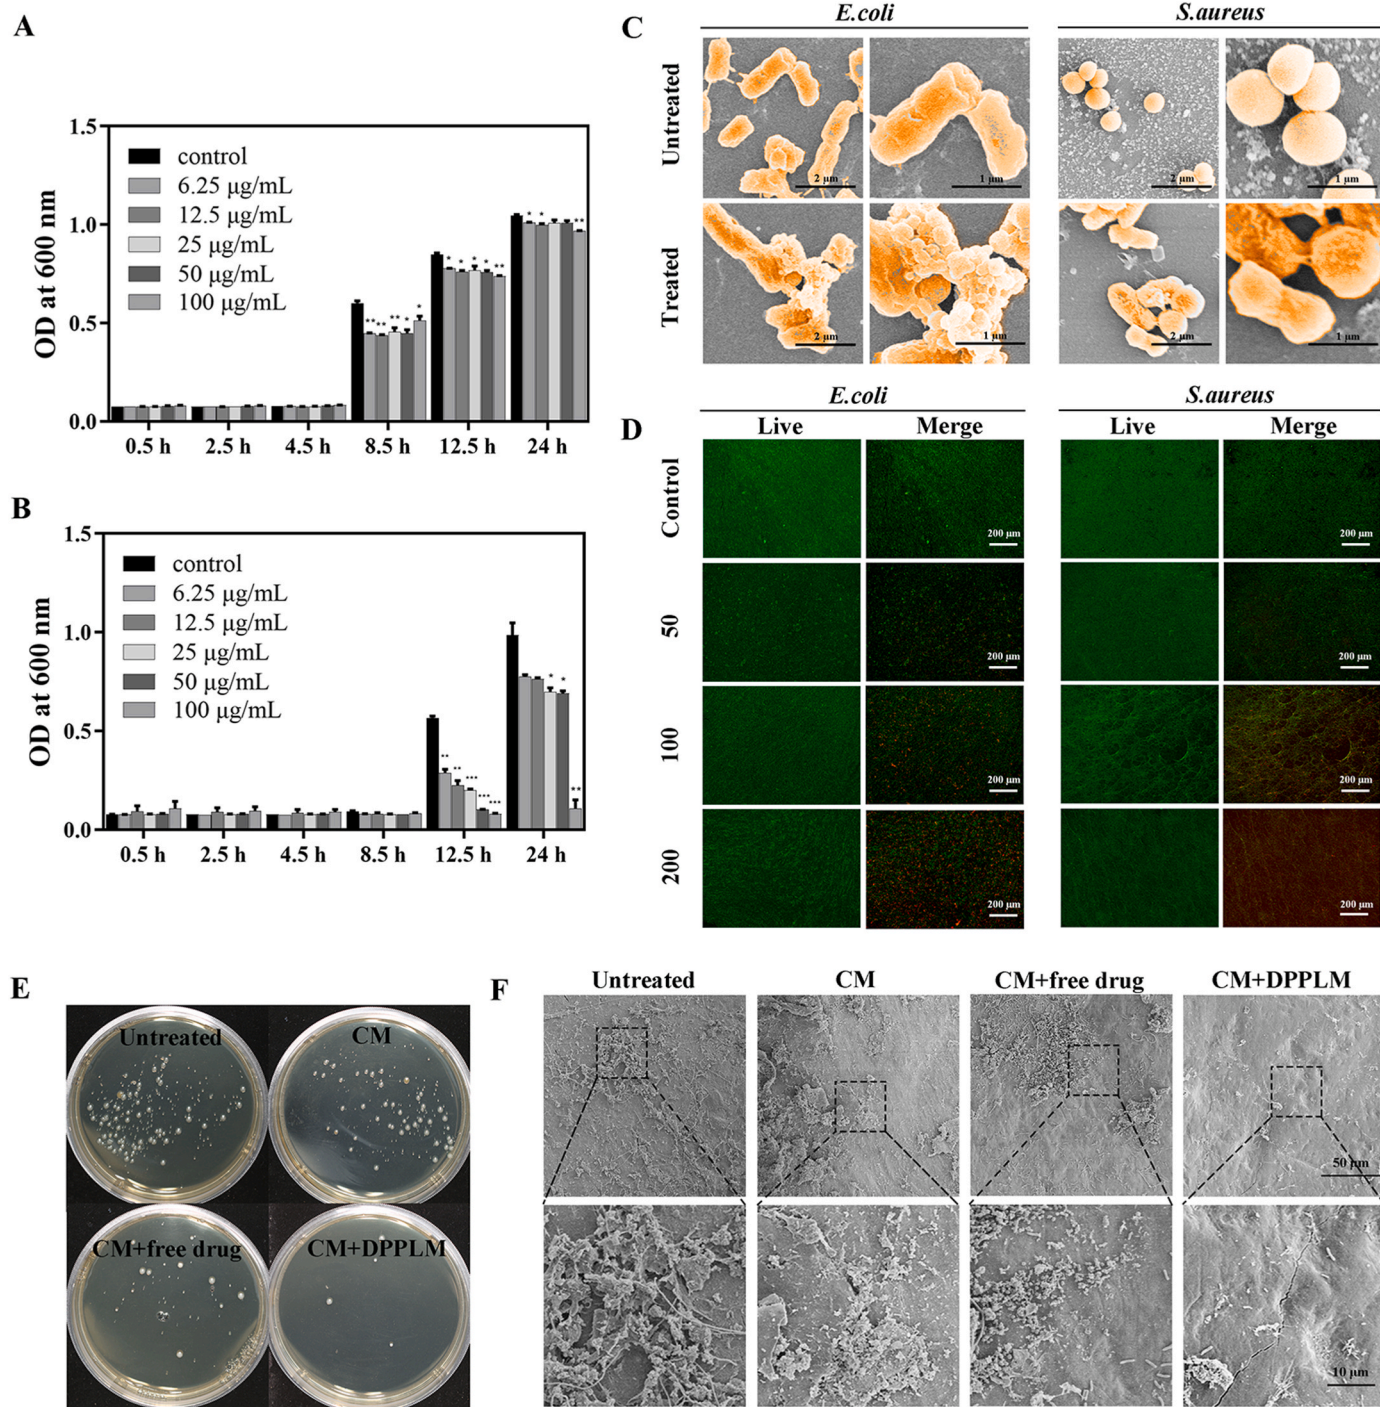 A
OD at 600 nm
1.5
1.0
0.5
0.0
control
6.25 µg/mL
12.5 µg/mL
25 µg/mL
50 µg/mL
100 µg/mL
** ** ** * *
* * * * **
* * **
0.5 h 2.5 h 4.5 h 8.5 h 12.5 h 24 h
B
OD at 600 nm
1.5
1.0
0.5
0.0
control
6.25 µg/mL
12.5 µg/mL
25 µg/mL
50 µg/mL
100 µg/mL
** ** *** *** ***
* * **
0.5 h 2.5 h 4.5 h 8.5 h 12.5 h 24 h
C
E.coli S.aureus
Untreated
2 µm 1 µm 2 µm 1 µm
Treated
2 µm 1 µm 2 µm 1 µm
D
E.coli S.aureus
Live Merge Live Merge
Control
200 µm 200 µm
50
200 µm 200 µm
100
200 µm 200 µm
200
200 µm 200 µm
E
Untreated CM
CM+free drug CM+DPPLM
F
Untreated CM CM+free drug CM+DPPLM
50 µm
10 µm